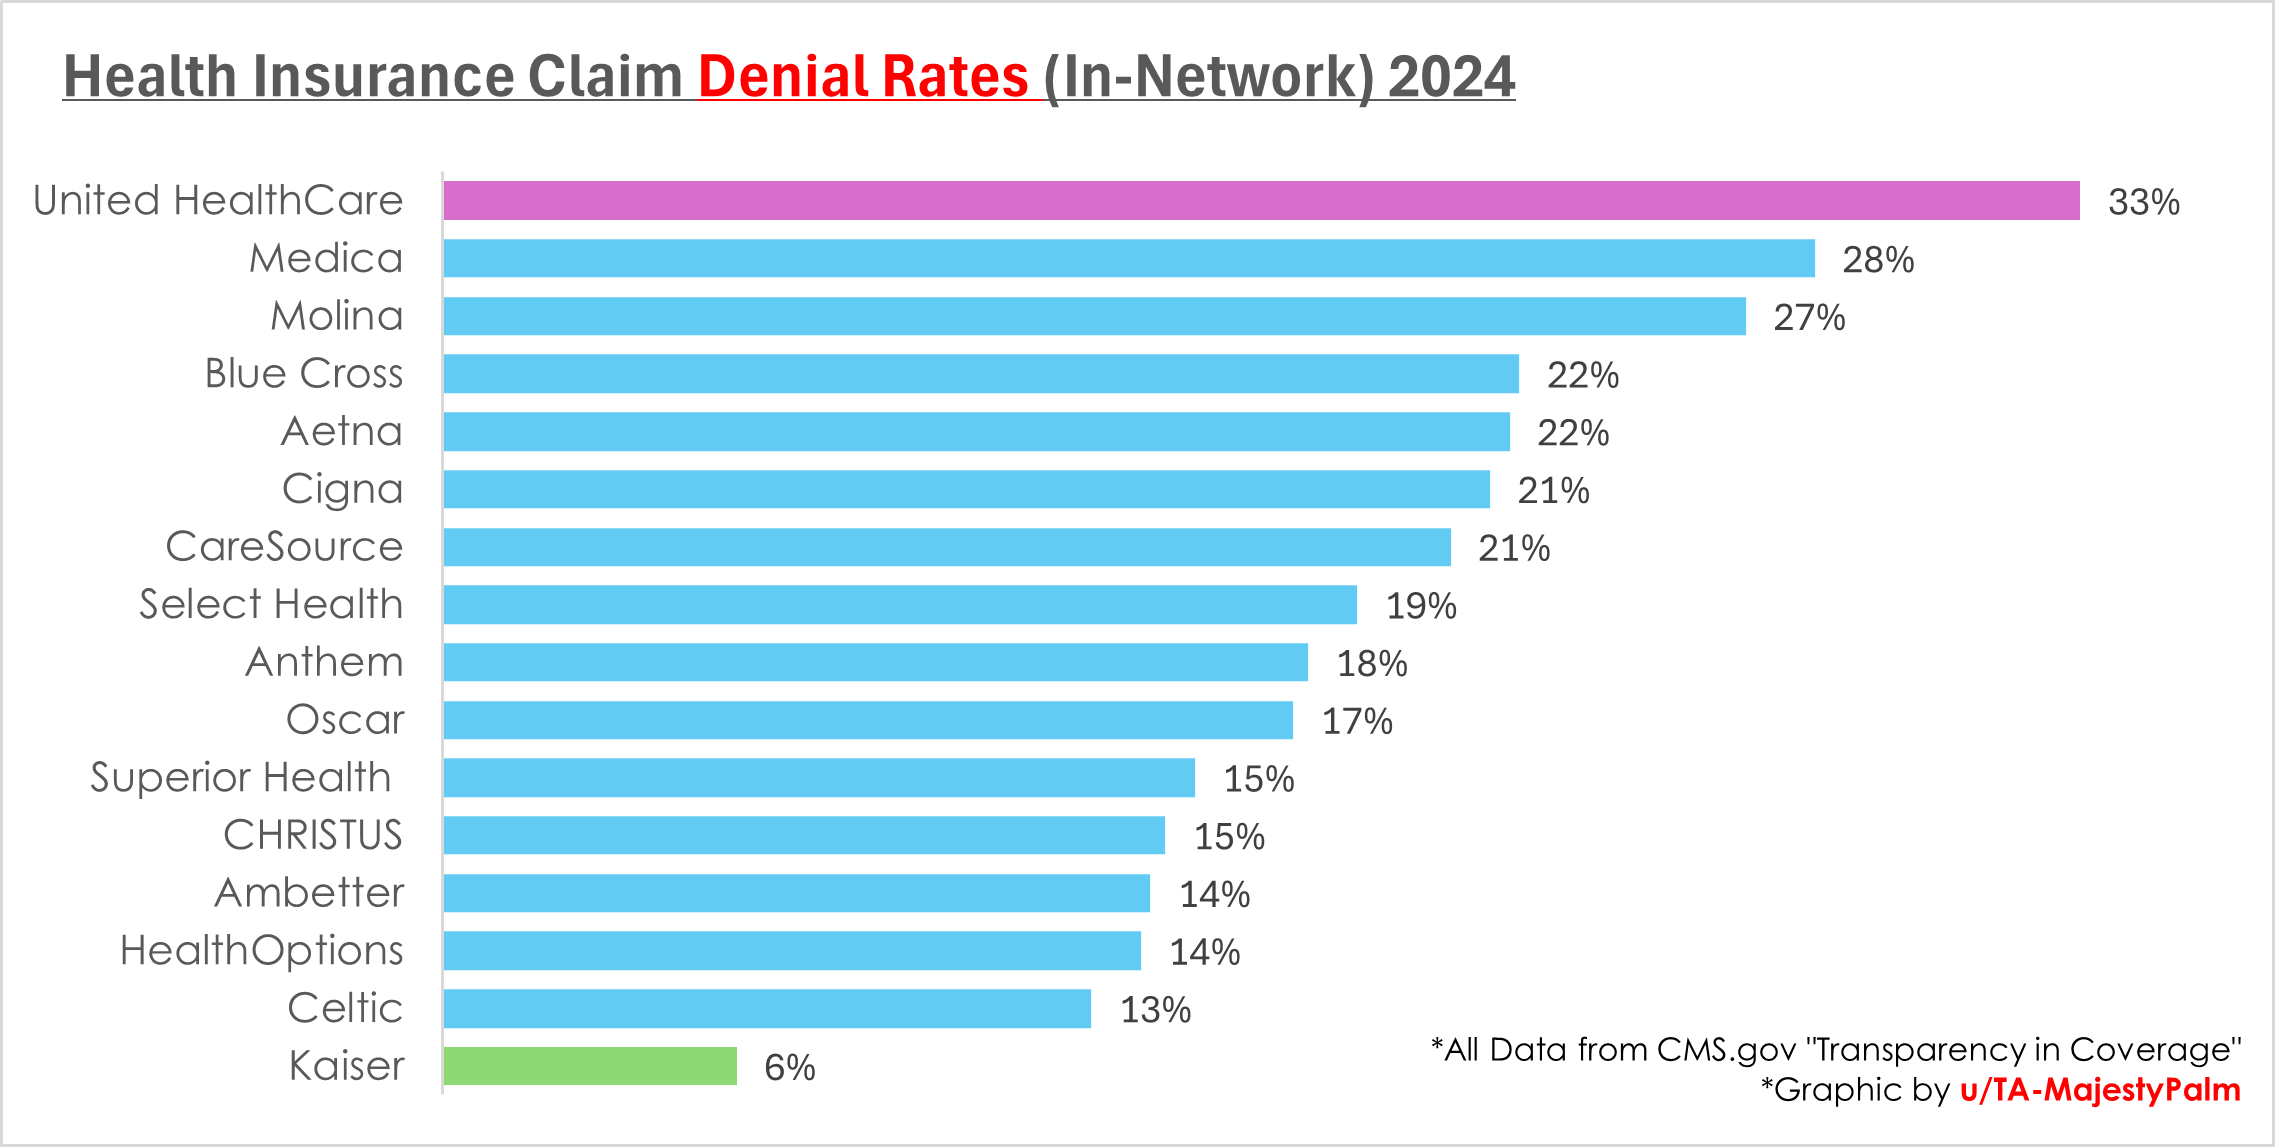 Health Insurance Claim Denial Rates (In-Network) 2024
United HealthCare 33%
Medica 28%
Molina 27%
Blue Cross 22%
Aetna 22%
Cigna 21%
CareSource 21%
Select Health 19%
Anthem 18%
Oscar 17%
Superior Health 15%
CHRISTUS 15%
Ambetter 14%
HealthOptions 14%
Celtic 13%
Kaiser 6%
*All Data from CMS.gov "Transparency in Coverage"
*Graphic by u/TA-MajestyPalm